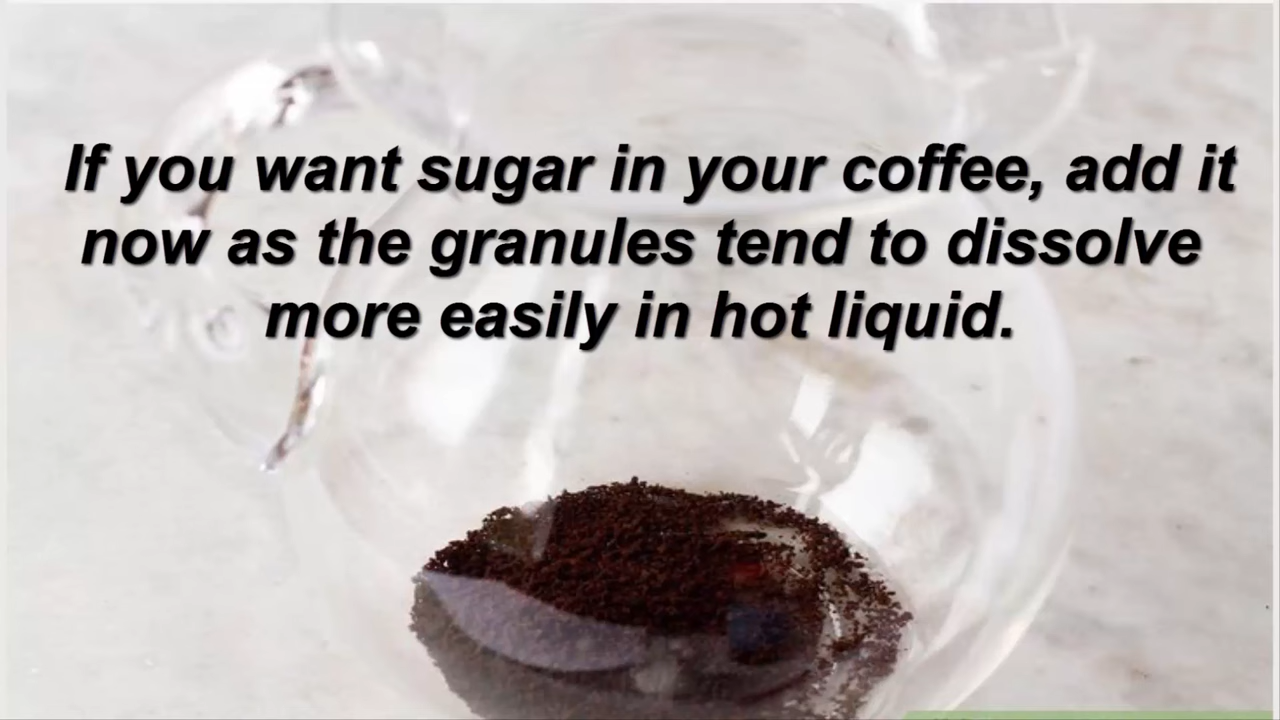 If you want sugar in your coffee, add it
now as the granules tend to dissolve
more easily in hot liquid.